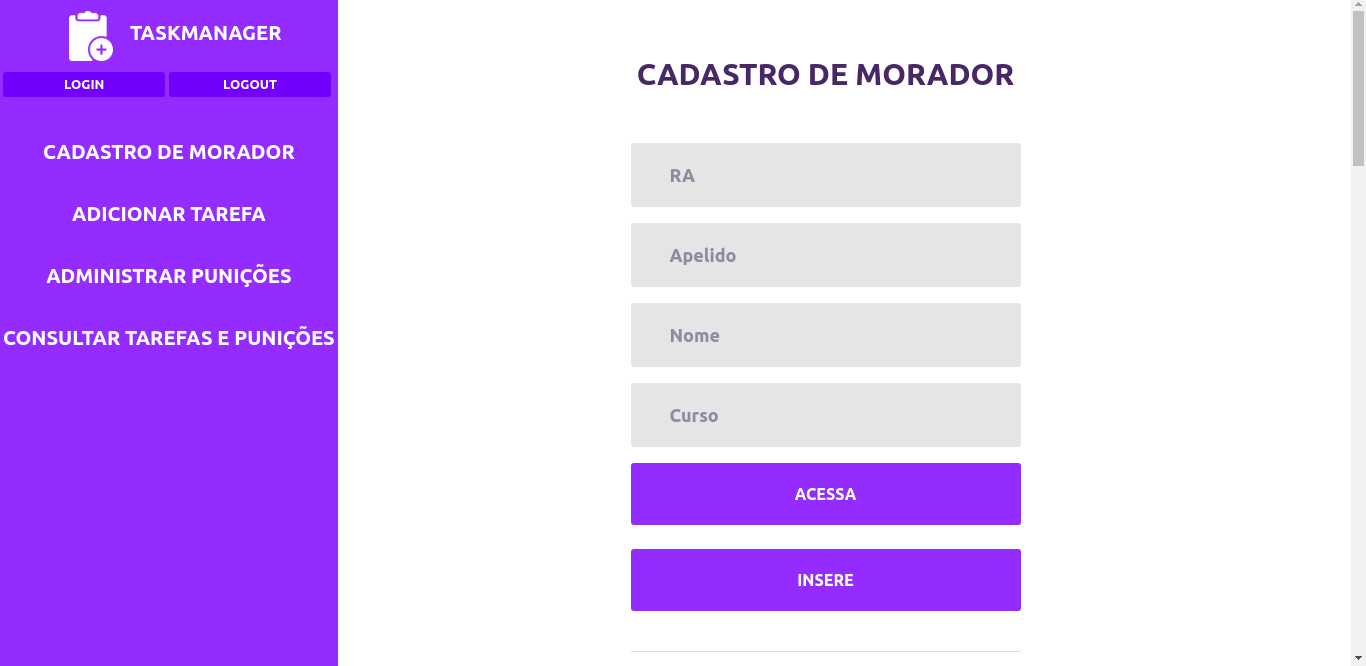 TASKMANAGER
LOGIN
LOGOUT
CADASTRO DE MORADOR
ADICIONAR TAREFA
ADMINISTRAR PUNIÇÕES
CONSULTAR TAREFAS E PUNIÇÕES
CADASTRO DE MORADOR
RA
Apelido
Nome
Curso
ACESSA
INSERE